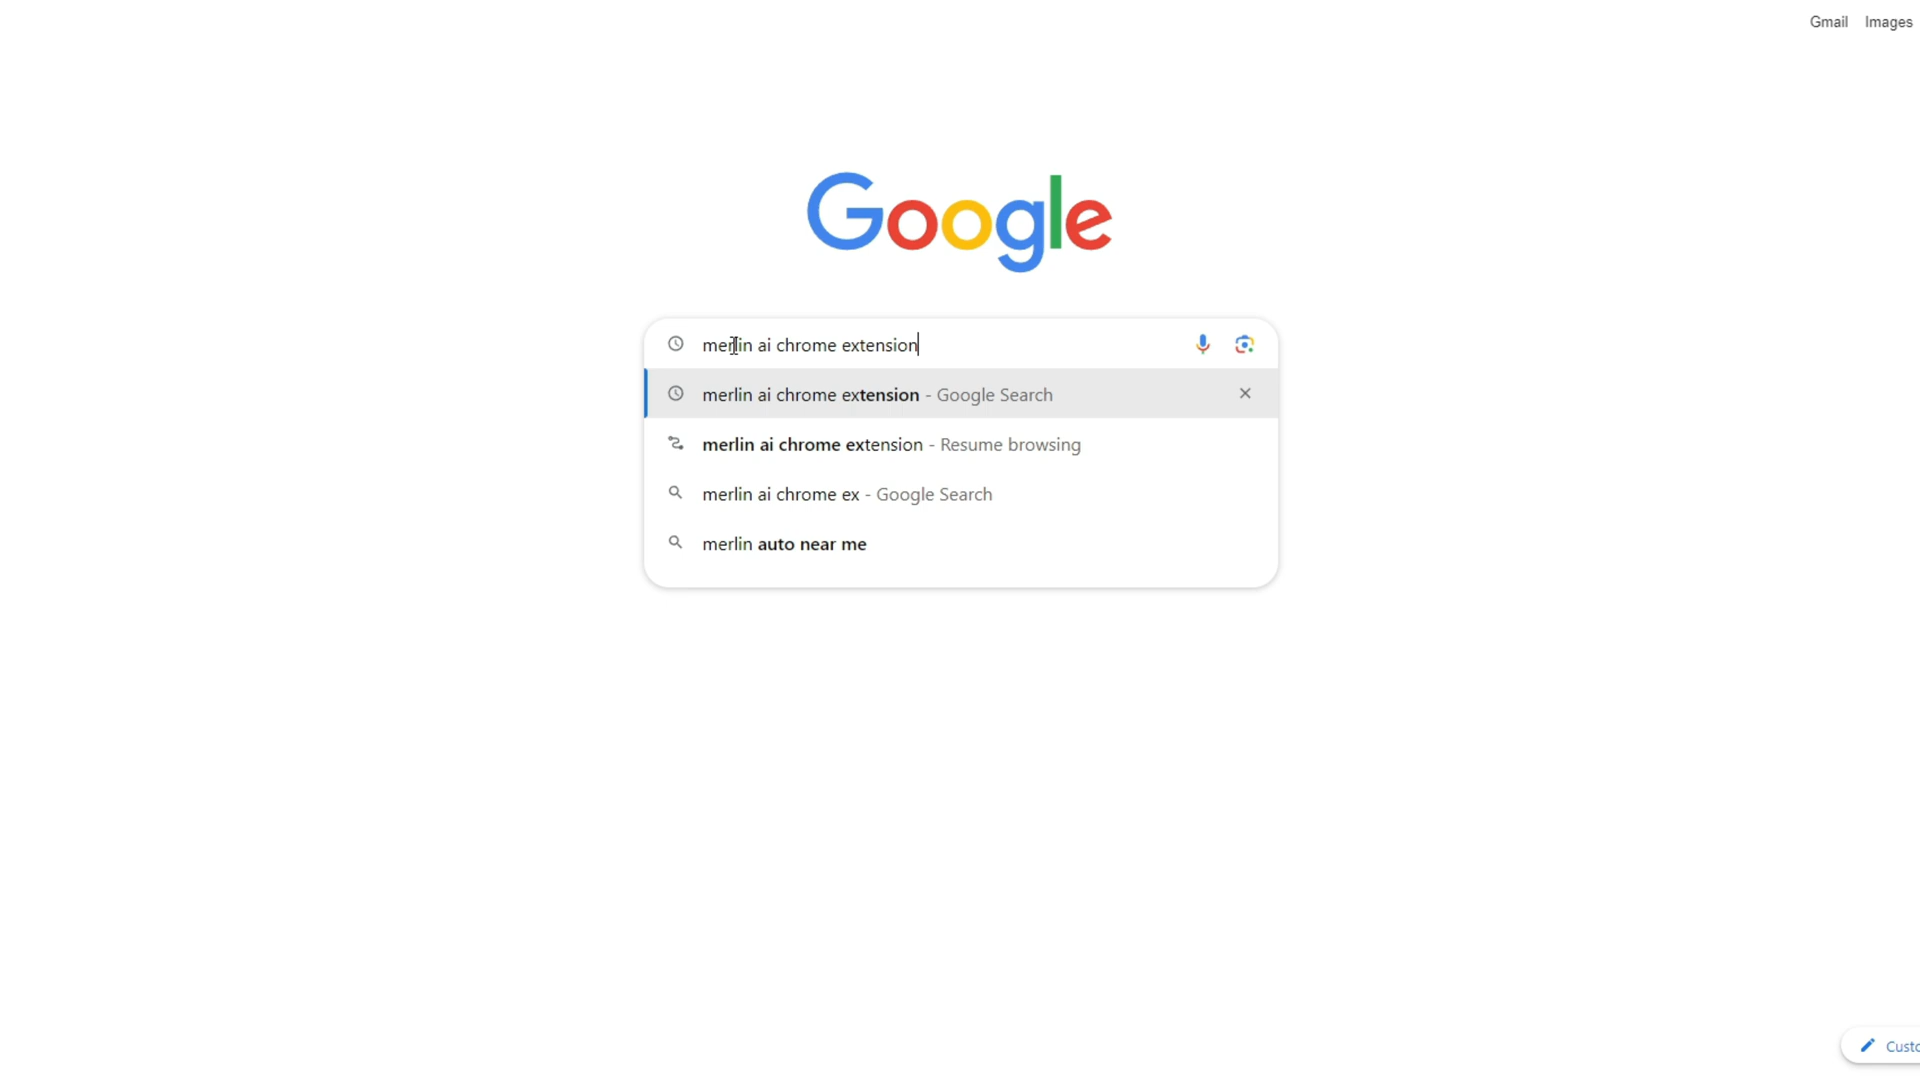 Gmail Images
Google
merlin ai chrome extension
merlin ai chrome extension - Google Search
merlin ai chrome extension - Resume browsing
merlin ai chrome ex - Google Search
merlin auto near me
Custo